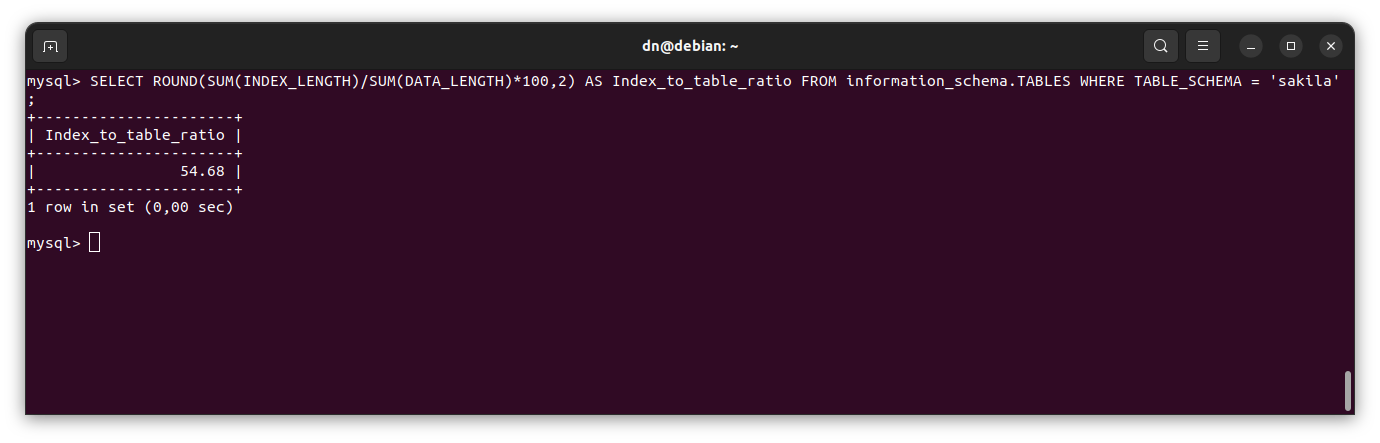 dn@debian: ~
mysql> SELECT ROUND(SUM(INDEX_LENGTH)/SUM(DATA_LENGTH)*100,2) AS Index_to_table_ratio FROM information_schema.TABLES WHERE TABLE_SCHEMA = 'sakila'
;
+----------------------+
| Index_to_table_ratio |
+----------------------+
|                54.68 |
+----------------------+
1 row in set (0,00 sec)
mysql>